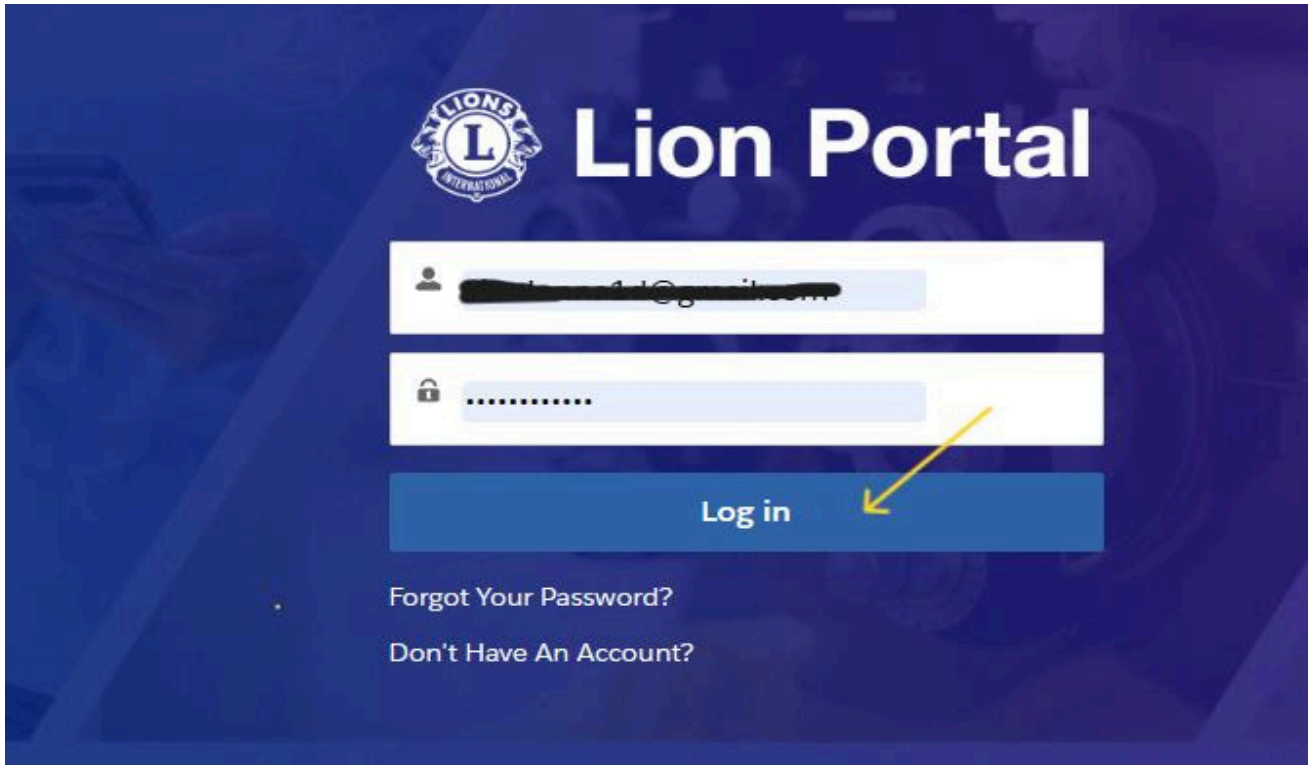 LIONS
L
INTERNATIONAL
Lion Portal
••••••••••••
Log in
Forgot Your Password?
Don't Have An Account?